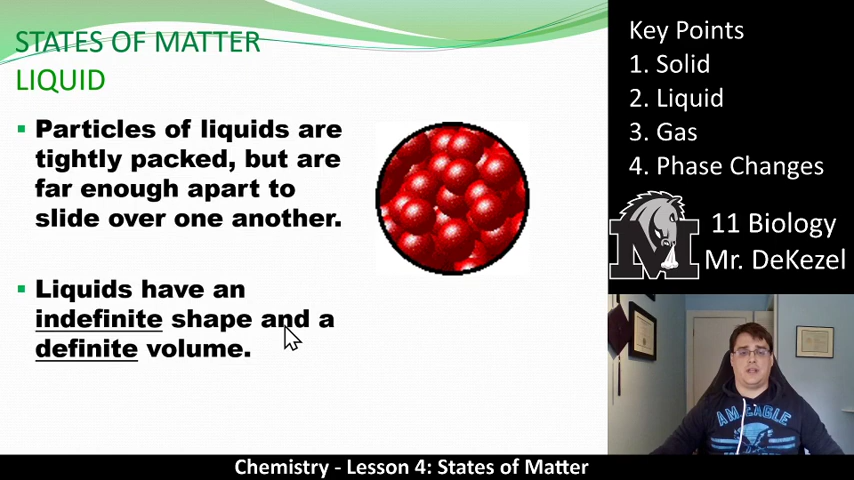 STATES OF MATTER
LIQUID
Particles of liquids are
tightly packed, but are
far enough apart to
slide over one another.
Liquids have an
indefinite shape and a
definite volume.
Key Points
1. Solid
2. Liquid
3. Gas
4. Phase Changes
M
11 Biology
Mr. DeKezel
AM EAGLE
Chemistry - Lesson 4: States of Matter